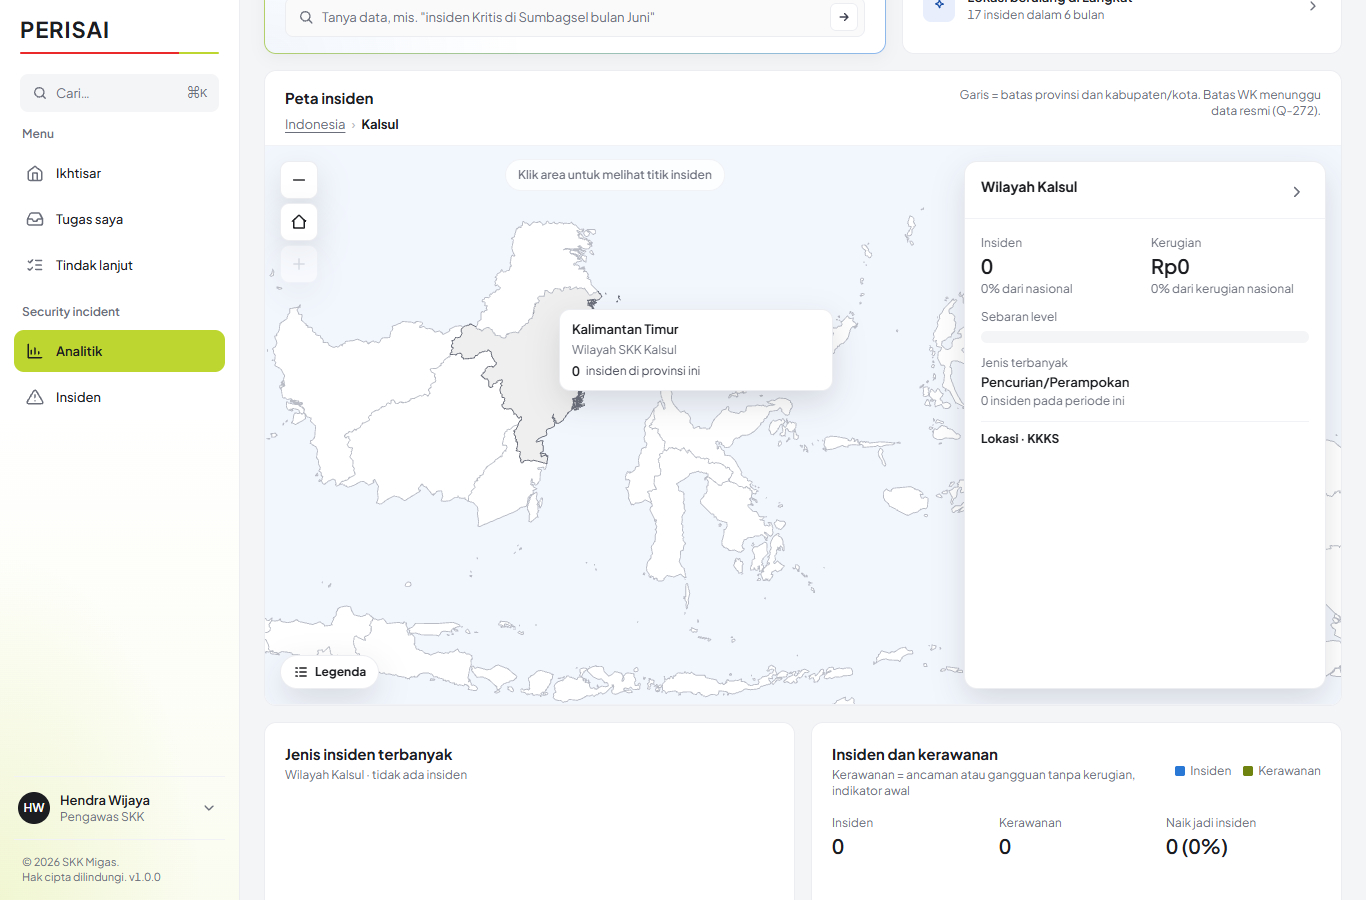 PERISAI
Cari...
⌘K
Menu
Ikhtisar
Tugas saya
Tindak lanjut
Security incident
Analitik
Insiden
Hendra Wijaya
HW
Pengawas SKK
© 2026 SKK Migas.
Hak cipta dilindungi. v1.0.0
Tanya data, mis. "insiden Kritis di Sumbagsel bulan Juni"
17 insiden dalam 6 bulan
Peta insiden
Indonesia › Kalsul
Garis = batas provinsi dan kabupaten/kota. Batas WK menunggu
data resmi (Q-272).
Klik area untuk melihat titik insiden
Kalimantan Timur
Wilayah SKK Kalsul
0 insiden di provinsi ini
Legenda
Wilayah Kalsul
Insiden
0
0% dari nasional
Kerugian
Rp0
0% dari kerugian nasional
Sebaran level
Jenis terbanyak
Pencurian/Perampokan
0 insiden pada periode ini
Lokasi · KKKS
Jenis insiden terbanyak
Wilayah Kalsul · tidak ada insiden
Insiden dan kerawanan
Kerawanan = ancaman atau gangguan tanpa kerugian,
indikator awal
Insiden
Kerawanan
Insiden
0
Kerawanan
0
Naik jadi insiden
0 (0%)